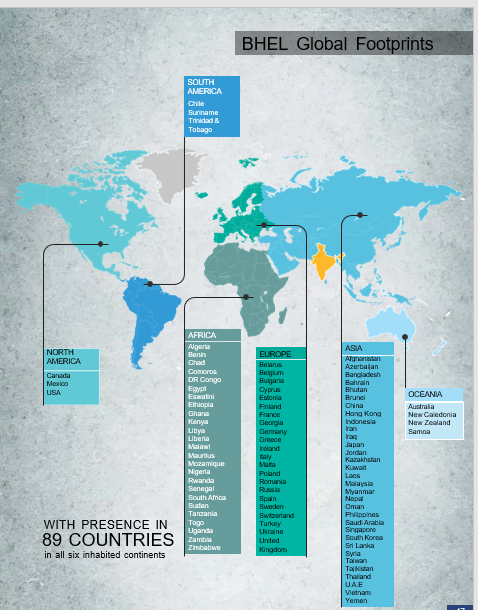 BHEL Global Footprints
SOUTH
AMERICA
Chile
Suriname
Trinidad &
Tobago
NORTH
AMERICA
Canada
Mexico
USA
AFRICA
Algeria
Benin
Chad
Comoros
DR Congo
Egypt
Eswatini
Ethiopia
Ghana
Kenya
Libya
Liberia
Malawi
Mauritius
Mozamique
Nigeria
Rwanda
Senegal
South Africa
Sudan
Tanzania
Togo
Uganda
Zambia
Zimbabwe
EUROPE
Belarus
Belgium
Bulgaria
Cyprus
Estonia
Finland
France
Georgia
Germany
Greece
Ireland
Italy
Malta
Poland
Romania
Russia
Spain
Sweden
Switzerland
Turkey
Ukraine
United
Kingdom
ASIA
Afghanistan
Azerbaijan
Bangladesh
Bahrain
Bhutan
Brunei
China
Hong Kong
Indonesia
Iran
Iraq
Japan
Jordan
Kazakhstan
Kuwait
Laos
Malaysia
Myanmar
Nepal
Oman
Philippines
Saudi Arabia
Singapore
South Korea
Sri Lanka
Syria
Taiwan
Tajikistan
Thailand
U.A.E
Vietnam
Yemen
OCEANIA
Australia
New Caledonia
New Zealand
Samoa
WITH PRESENCE IN
89 COUNTRIES
in all six inhabited continents